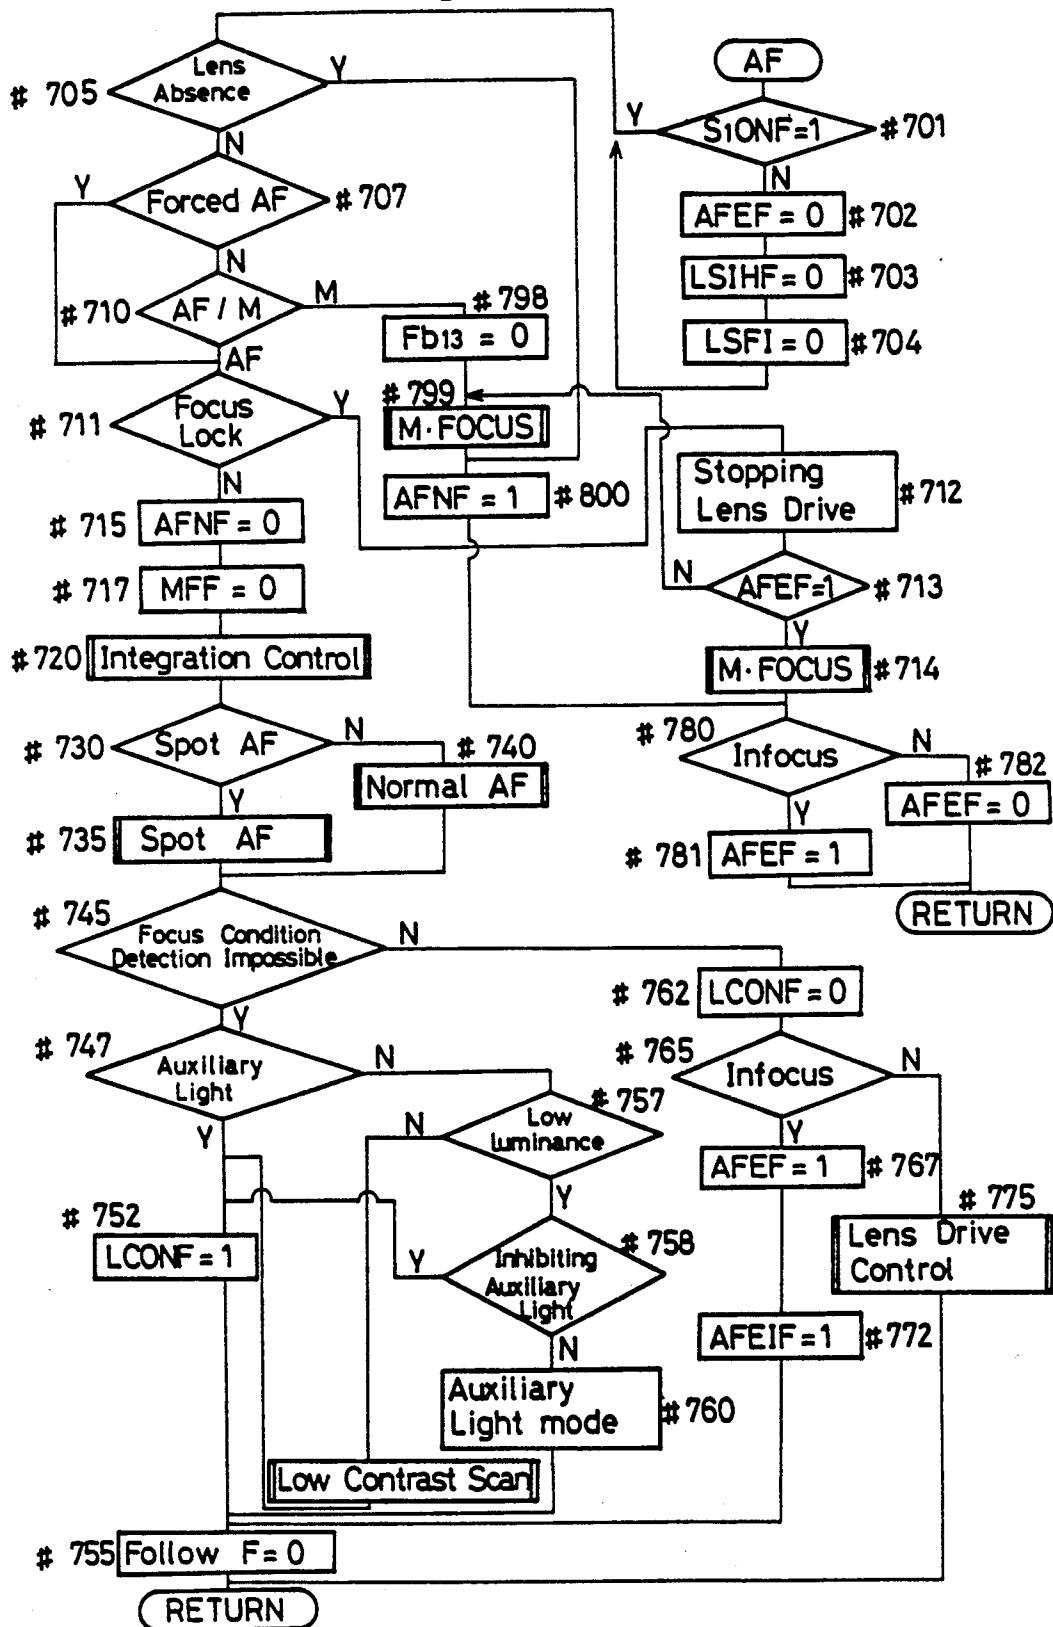 AF
S1ONF=1
#701
Y
N
AFEF=0
#702
LSIHF=0
#703
LSFI=0
#704
Lens
Absence
#705
Y
N
Forced AF
#707
Y
N
AF/M
#710
M
AF
#798
Fb13=0
#799
M·FOCUS
AFNF=1
#800
Focus
Lock
#711
Y
N
Stopping
Lens Drive
#712
AFEF=1
#713
N
Y
M·FOCUS
#714
#715
AFNF=0
#717
MFF=0
#720
Integration Control
#730
Spot AF
N
Y
#740
Normal AF
#735
Spot AF
#780
Infocus
N
Y
#782
AFEF=0
#781
AFEF=1
RETURN
#745
Focus Condition
Detection Impossible
N
Y
#747
Auxiliary
Light
N
Y
#757
Low
Luminance
N
Y
#752
LCONF=1
#758
Inhibiting
Auxiliary
Light
Y
N
Auxiliary
Light mode
#760
Low Contrast Scan
#762
LCONF=0
#765
Infocus
N
Y
AFEF=1
#767
#775
Lens Drive
Control
AFEIF=1
#772
#755
Follow F=0
RETURN